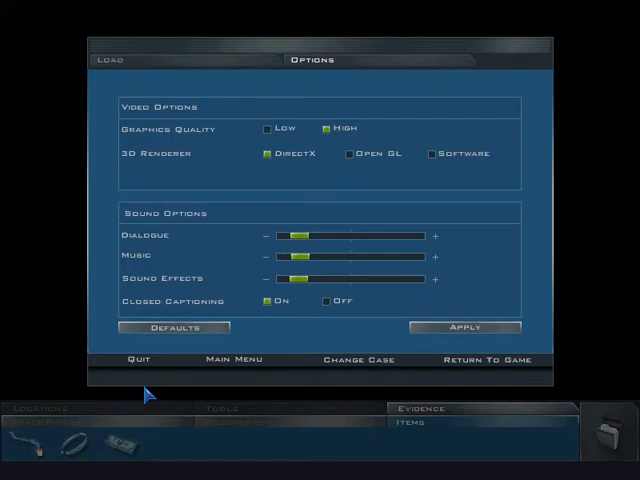 LOAD OPTIONS
VIDEO OPTIONS
GRAPHICS QUALITY LOW HIGH
3D RENDERER DIRECTX OPEN GL SOFTWARE
SOUND OPTIONS
DIALOGUE - +
MUSIC - +
SOUND EFFECTS - +
CLOSED CAPTIONING ON OFF
DEFAULTS APPLY
QUIT MAIN MENU CHANGE CASE RETURN TO GAME
LOCATIONS TOOLS EVIDENCE
DOCUMENTS ITEMS